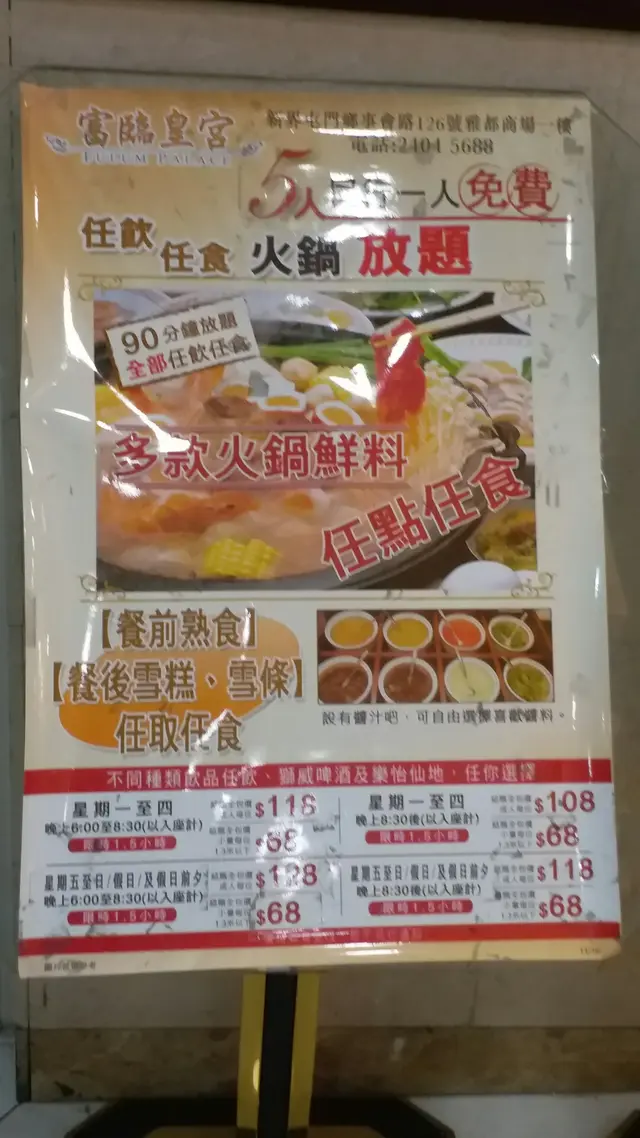 富臨皇宮
FULUM PALACE
新界屯門鄉事會路126號雅都商場一樓
電話:2404 5688
5人同行一人免費
任飲任食 火鍋 放題
90分鐘放題
全部任飲任食
多款火鍋鮮料
任點任食
【餐前熟食】
【餐後雪糕、雪條】
任取任食
設有醬汁吧,可自由選擇喜歡醬料。
不同種類飲品任飲、獅威啤酒及樂怡仙地,任你選擇
星期一至四
晚上6:00至8:30(以入座計)
限時1.5小時
$118
$68
星期一至四
晚上8:30後(以入座計)
限時1.5小時
$108
$68
星期五至日/假日/及假日前夕
晚上6:00至8:30(以入座計)
限時1.5小時
$128
$68
星期五至日/假日/及假日前夕
晚上8:30後(以入座計)
限時1.5小時
$118
$68